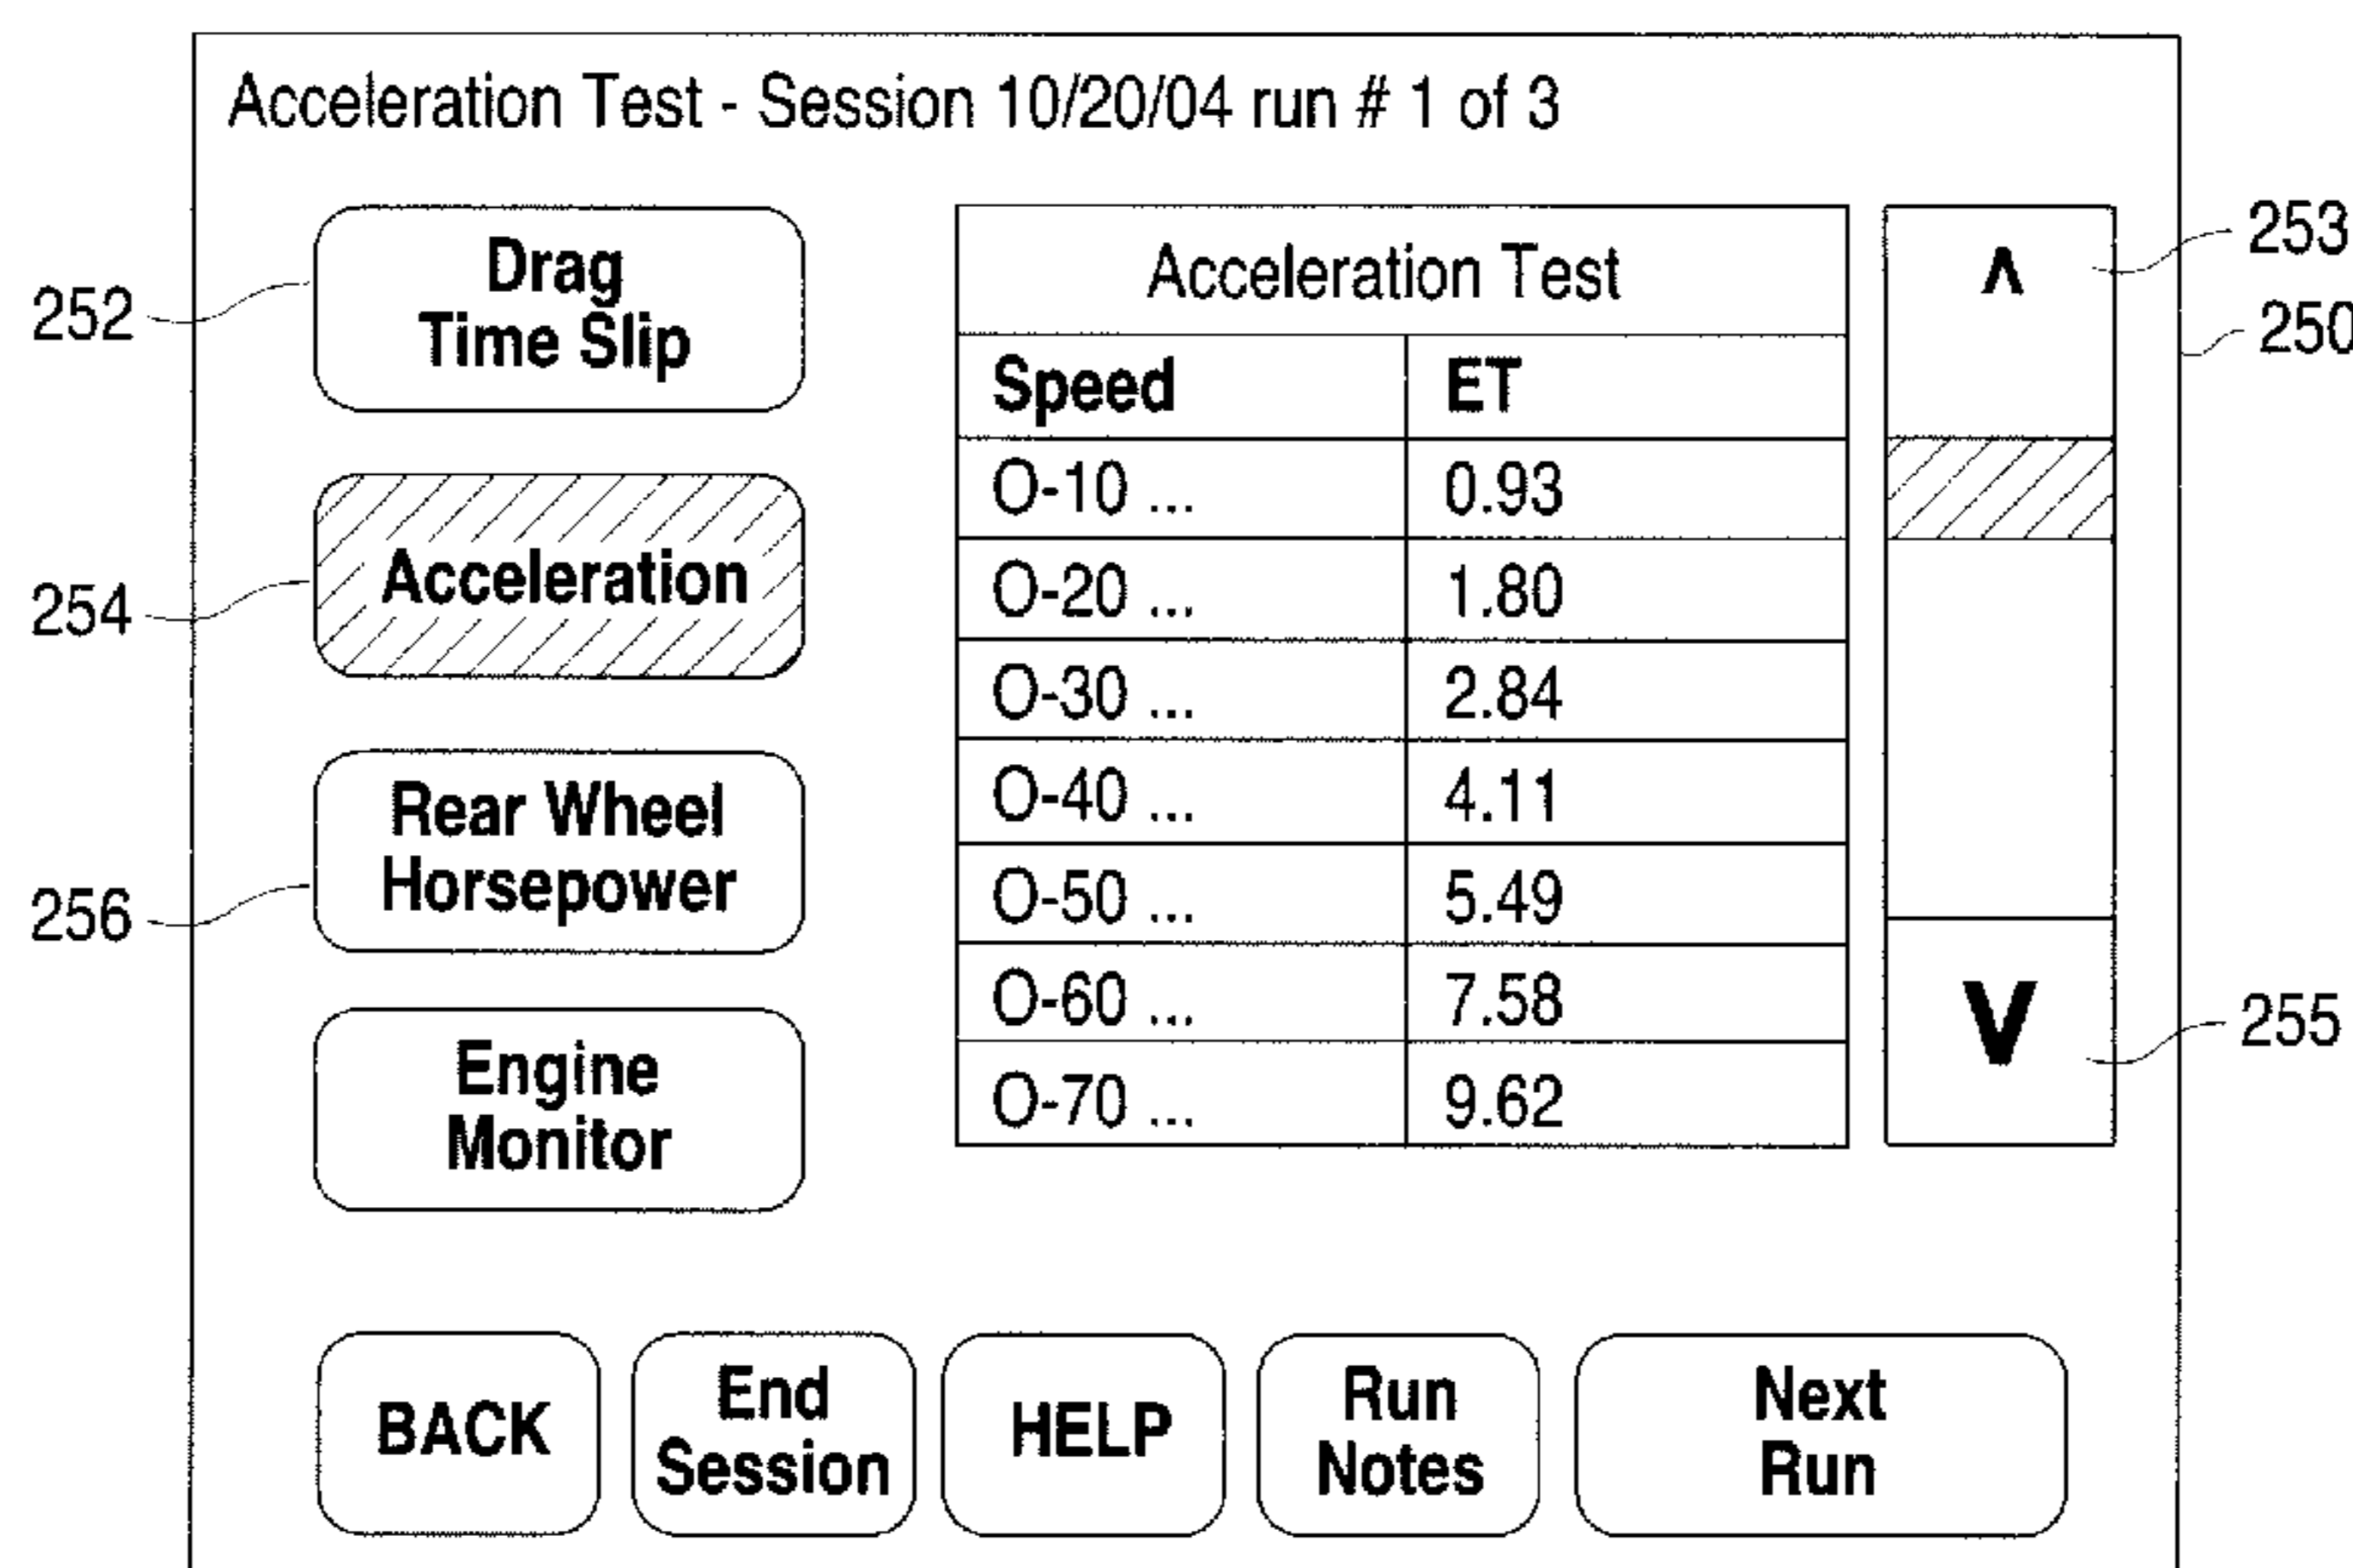 Acceleration Test - Session 10/20/04 run # 1 of 3
252
Drag
Time Slip
254
Acceleration
256
Rear Wheel
Horsepower
Engine
Monitor
Acceleration Test
Speed ET
O-10 ... 0.93
O-20 ... 1.80
O-30 ... 2.84
O-40 ... 4.11
O-50 ... 5.49
O-60 ... 7.58
O-70 ... 9.62
Λ
253
250
V
255
BACK
End
Session
HELP
Run
Notes
Next
Run